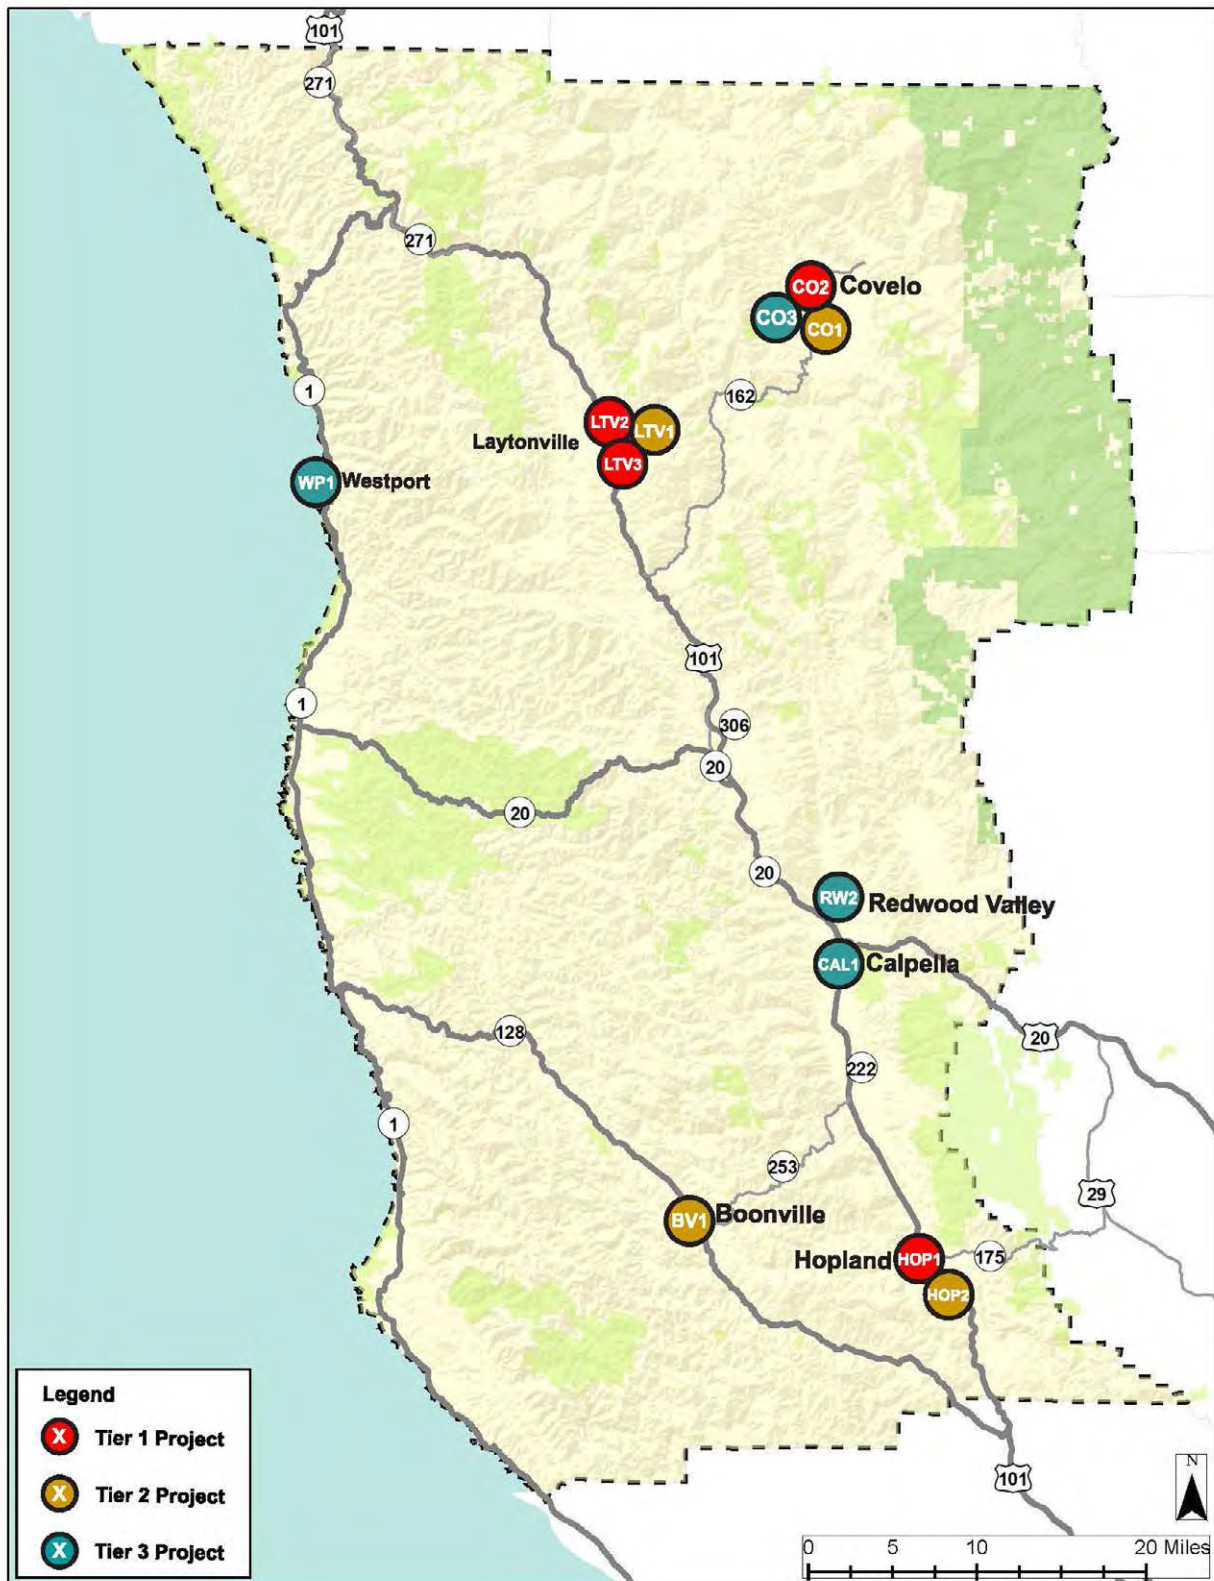 101
271
271
CO2 Covelo
CO3
CO1
1
162
LTV2
LTV1
Laytonville
LTV3
WP1 Westport
101
1
306
20
20
20
RW2 Redwood Valley
CAL1 Calpella
128
20
222
1
253
29
BV1 Boonville
Hopland HOP1
175
HOP2
Legend
X Tier 1 Project
X Tier 2 Project
X Tier 3 Project
101
N
0 5 10 20 Miles